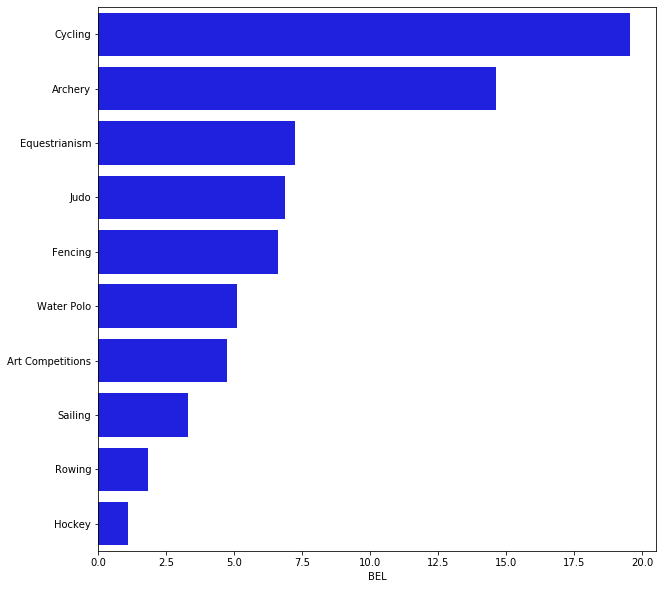 Cycling
Archery
Equestrianism
Judo
Fencing
Water Polo
Art Competitions
Sailing
Rowing
Hockey
0.0 2.5 5.0 7.5 10.0 12.5 15.0 17.5 20.0
BEL